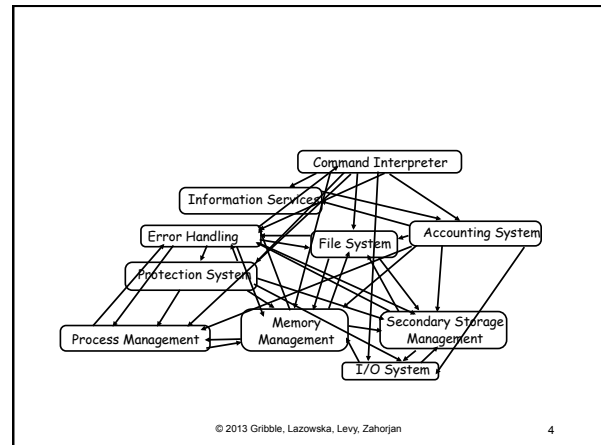 Command Interpreter
Information Services
Error Handling
File System
Accounting System
Protection System
Process Management
Memory
Management
Secondary Storage
Management
I/O System
© 2013 Gribble, Lazowska, Levy, Zahorjan
4